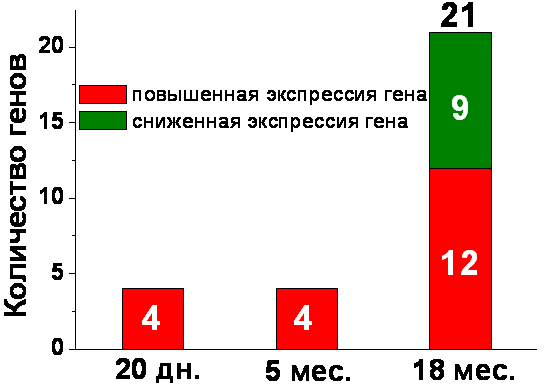 21
20
повышенная экспрессия гена
сниженная экспрессия гена
9
15
10
12
5
4
4
0
20 дн.
5 мес.
18 мес.
Количество генов